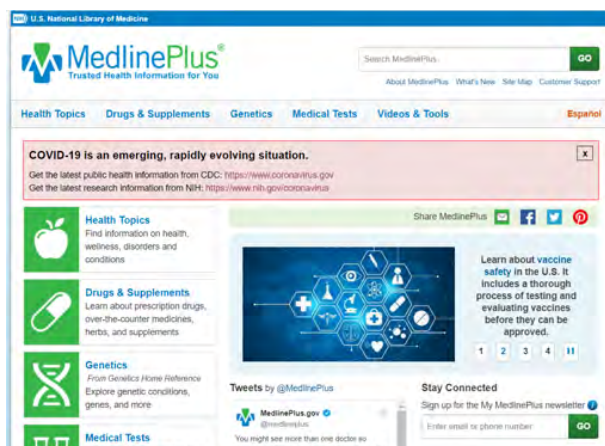 NIH U.S. National Library of Medicine
MedlinePlus®
Trusted Health Information for You
Search MedlinePlus
GO
About MedlinePlus What's New Site Map Customer Support
Health Topics Drugs & Supplements Genetics Medical Tests Videos & Tools Español
COVID-19 is an emerging, rapidly evolving situation.
x
Get the latest public health information from CDC: https://www.coronavirus.gov
Get the latest research information from NIH: https://www.nih.gov/coronavirus
Share MedlinePlus
Health Topics
Find information on health,
wellness, disorders and
conditions
Drugs & Supplements
Learn about prescription drugs,
over-the-counter medicines,
herbs, and supplements
Genetics
From Genetics Home Reference
Explore genetic conditions,
genes, and more
Medical Tests
Learn about vaccine
safety in the U.S. It
includes a thorough
process of testing and
evaluating vaccines
before they can be
approved.
1 2 3 4
Tweets by @MedlinePlus
MedlinePlus.gov
@medlineplus
You might see more than one doctor so
Stay Connected
Sign up for the My MedlinePlus newsletter
Enter email or phone number
GO